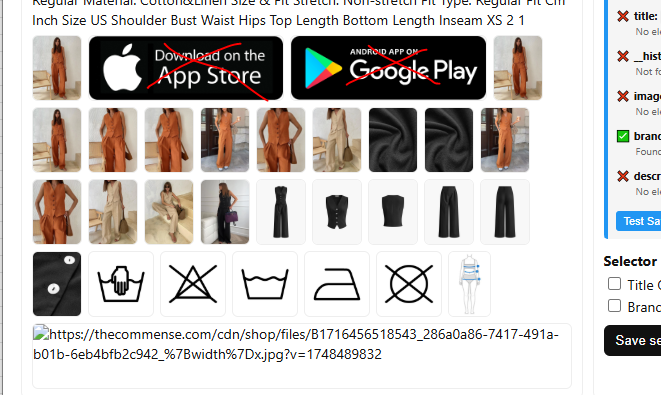 Regular Material: Cotton&Linen Size & Fit Stretch: Non-stretch Fit Type: Regular Fit Cm
Inch Size US Shoulder Bust Waist Hips Top Length Bottom Length Inseam XS 2 1
Download on the
App Store
ANDROID APP ON
Google Play
https://thecommense.com/cdn/shop/files/B1716456518543_286a0a86-7417-491a-
b01b-6eb4bfb2c942_%7Bwidth%7Dx.jpg?v=1748489832
title:
No ele
__hist
Not fo
image
No ele
brand
Found
descr
No ele
Test Sa
Selector
Title C
Brand
Save se